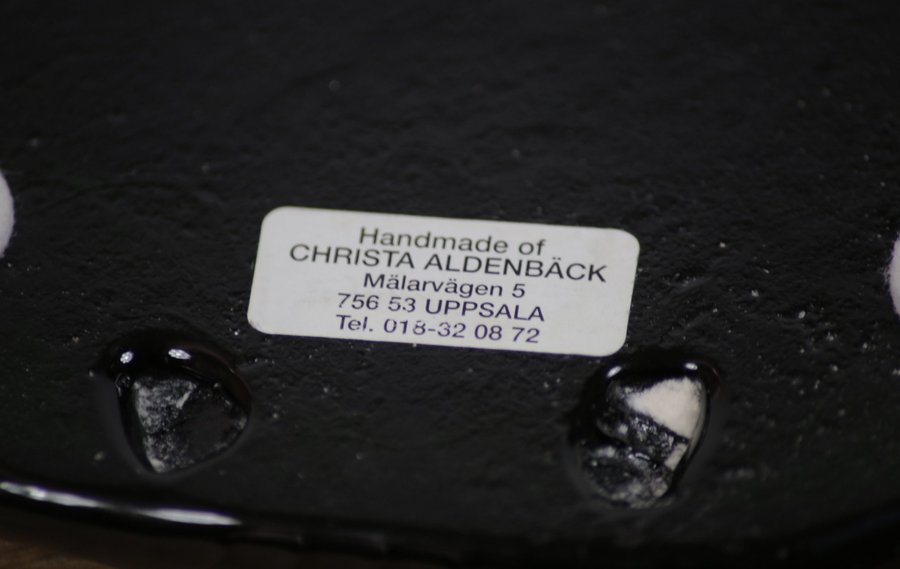 Handmade of
CHRISTA ALDENBÄCK
Mälarvägen 5
756 53 UPPSALA
Tel. 018-32 08 72